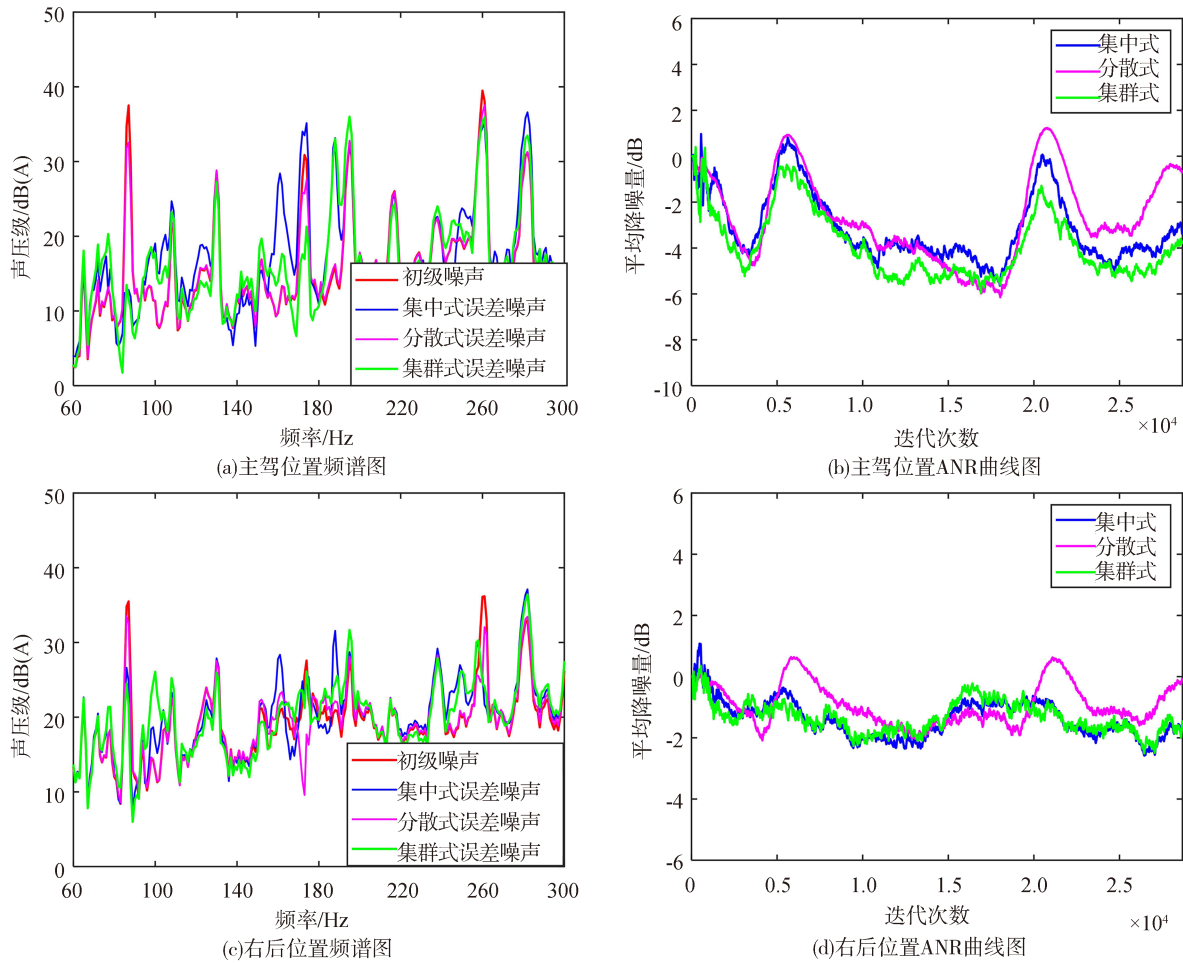 50
40
30
20
10
0
声压级/dB(A)
初级噪声
集中式误差噪声
分散式误差噪声
集群式误差噪声
60 100 140 180 220 260 300
频率/Hz
(a)主驾位置频谱图
6
4
2
0
-2
-4
-6
-8
-10
平均降噪量/dB
集中式
分散式
集群式
0 0.5 1.0 1.5 2.0 2.5
×10⁴
迭代次数
(b)主驾位置ANR曲线图
50
40
30
20
10
0
声压级/dB(A)
初级噪声
集中式误差噪声
分散式误差噪声
集群式误差噪声
60 100 140 180 220 260 300
频率/Hz
(c)右后位置频谱图
6
4
2
0
-2
-4
-6
平均降噪量/dB
集中式
分散式
集群式
0 0.5 1.0 1.5 2.0 2.5
迭代次数
×10⁴
(d)右后位置ANR曲线图